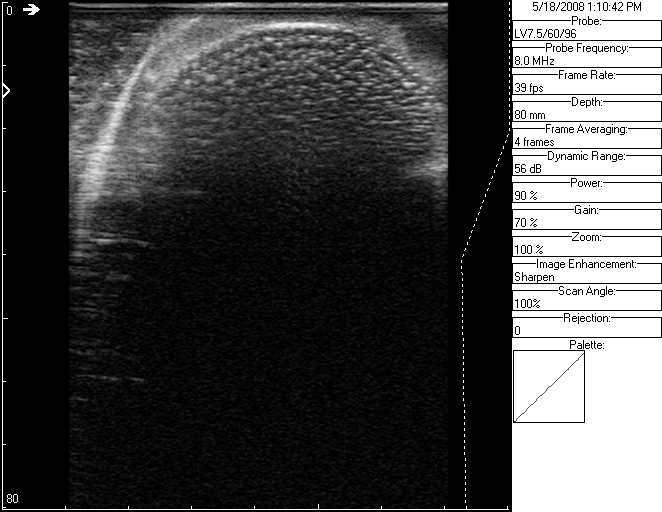 0
80
5/18/2008 1:10:42 PM
Probe:
LV7.5/60/96
Probe Frequency:
8.0 MHz
Frame Rate:
39 fps
Depth:
80 mm
Frame Averaging:
4 frames
Dynamic Range:
56 dB
Power:
90 %
Gain:
70 %
Zoom:
100 %
Image Enhancement:
Sharpen
Scan Angle:
100%
Rejection:
0
Palette: